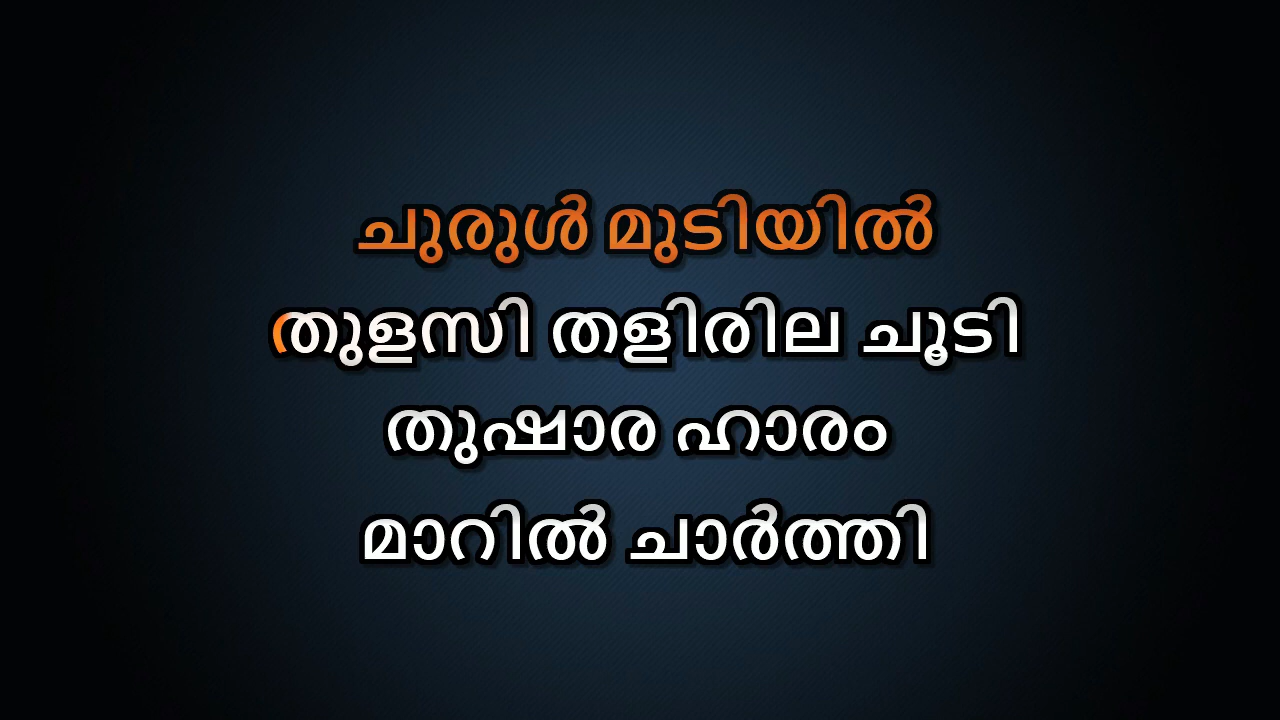 ചുരുൾ മുടിയിൽ
തുളസി തളിരില ചൂടി
തുഷാര ഹാരം
മാറിൽ ചാർത്തി